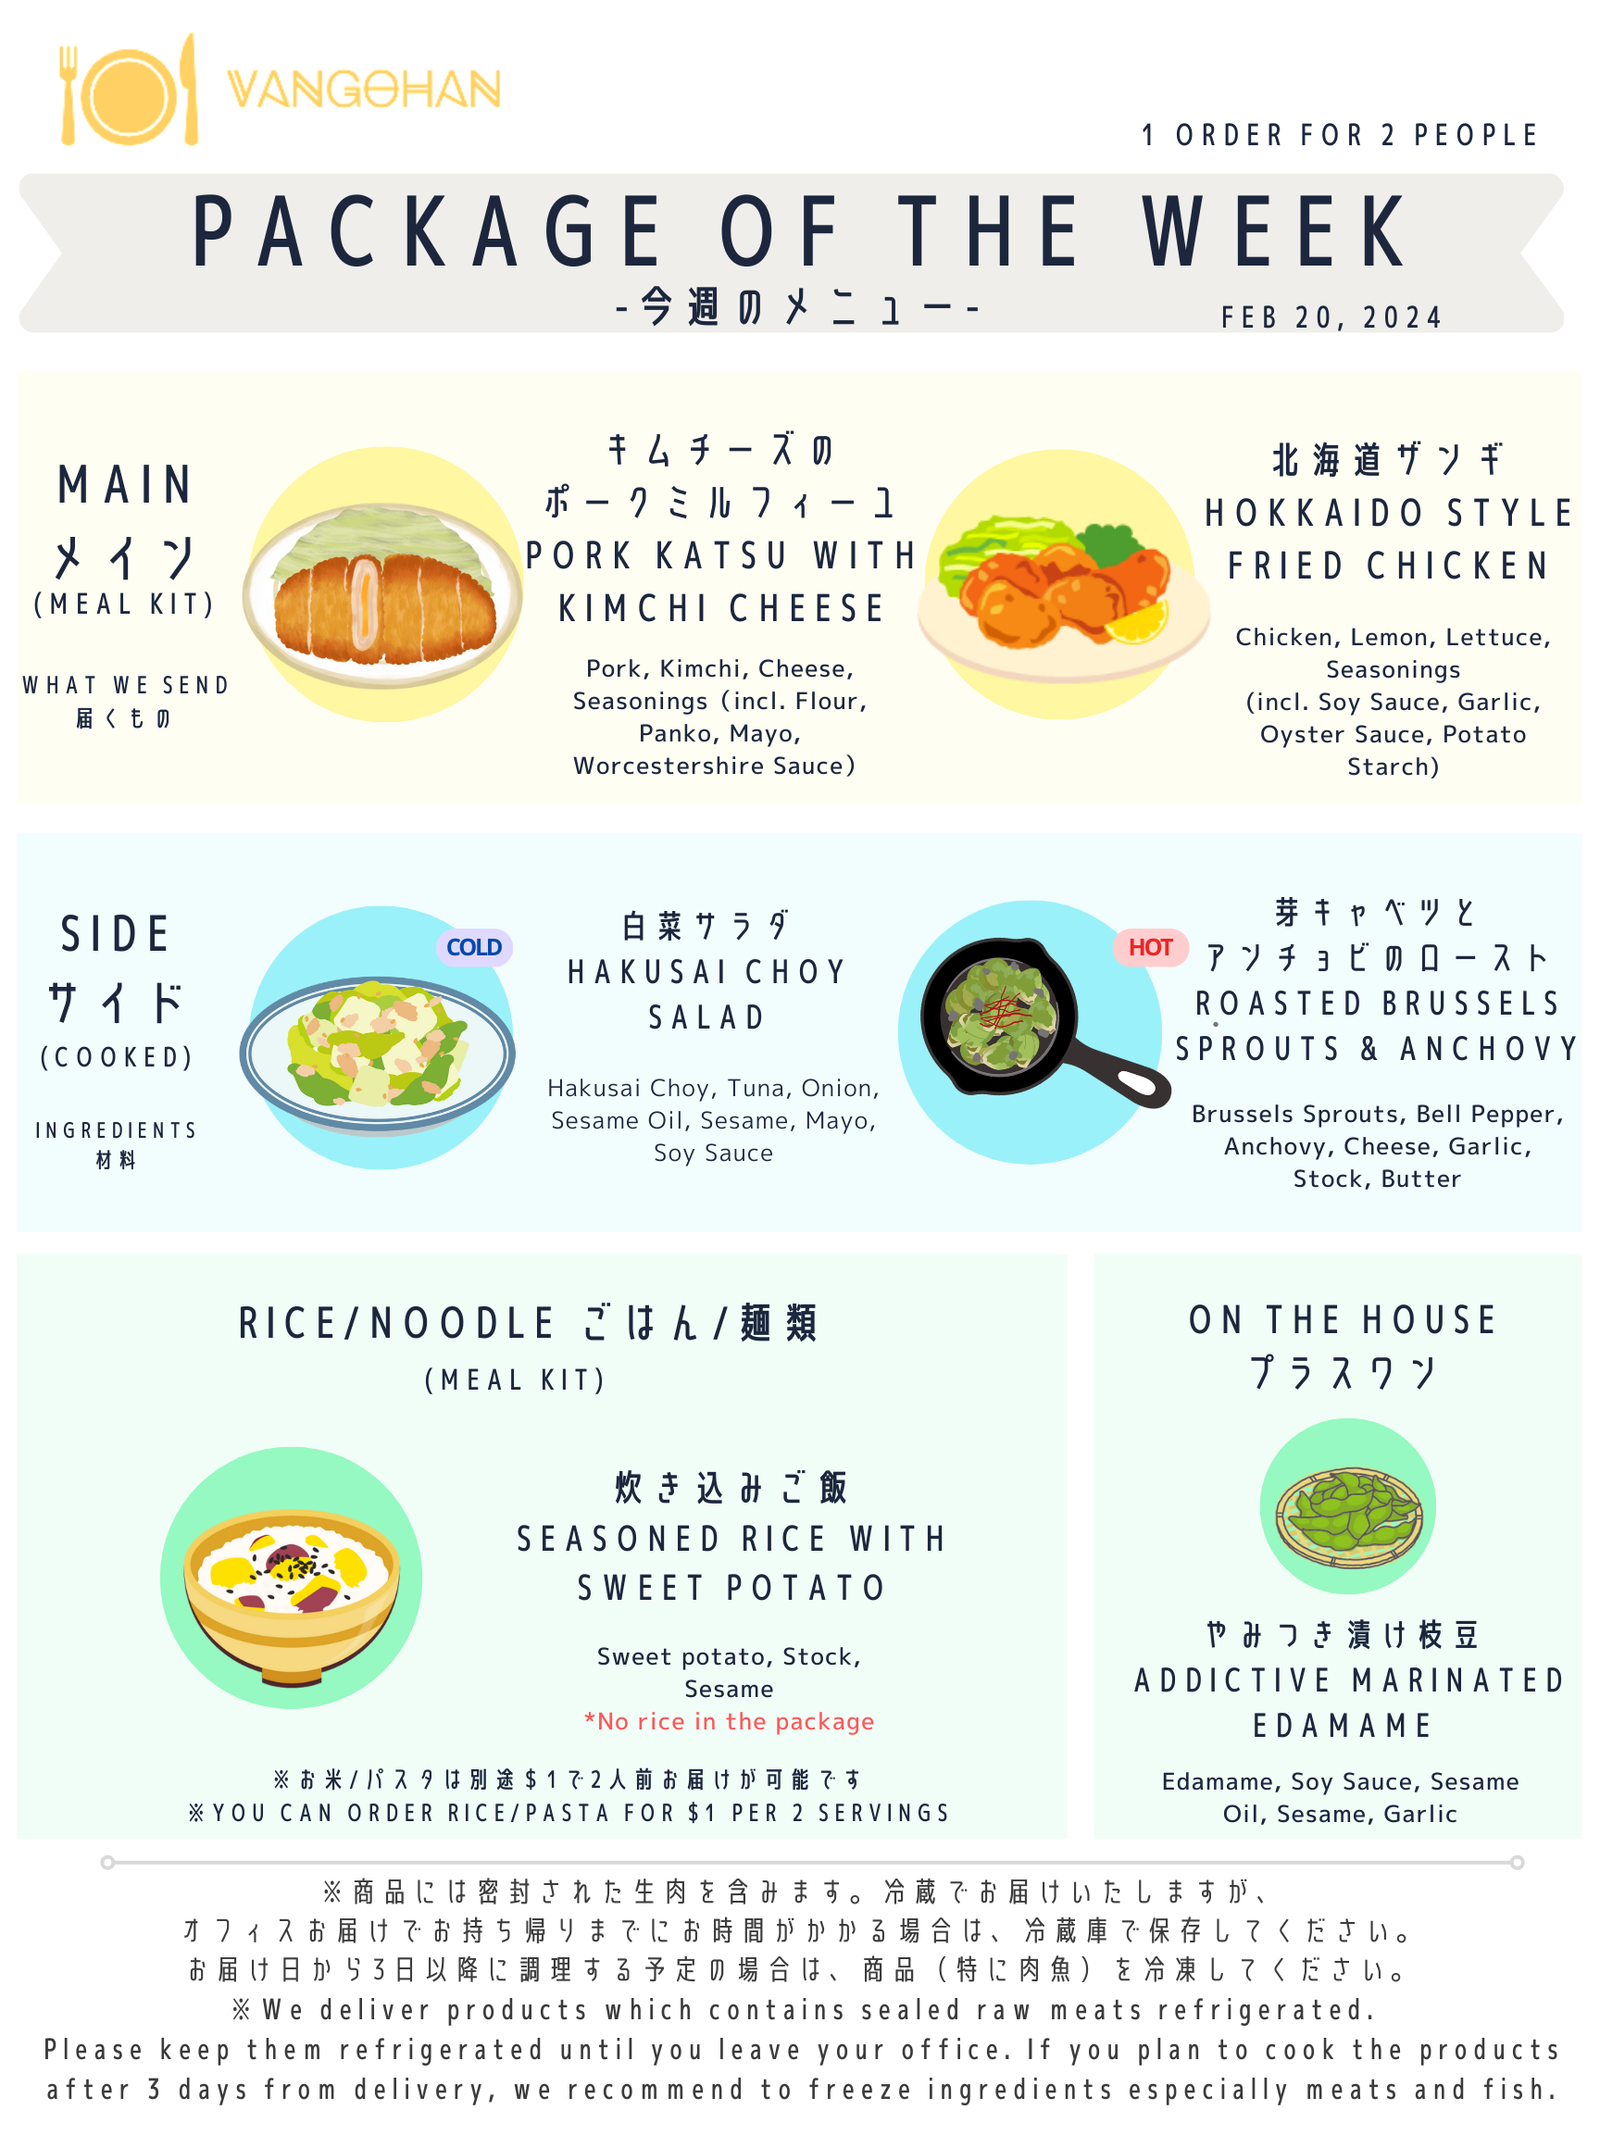 VANGOHAN
1 ORDER FOR 2 PEOPLE
PACKAGE OF THE WEEK
-今週のメニュー-
FEB 20, 2024
MAIN
メイン
(MEAL KIT)
WHAT WE SEND
届くもの
キムチーズの
ポークミルフィーユ
PORK KATSU WITH
KIMCHI CHEESE
Pork, Kimchi, Cheese,
Seasonings (incl. Flour,
Panko, Mayo,
Worcestershire Sauce)
北海道ザンギ
HOKKAIDO STYLE
FRIED CHICKEN
Chicken, Lemon, Lettuce,
Seasonings
(incl. Soy Sauce, Garlic,
Oyster Sauce, Potato
Starch)
SIDE
サイド
(COOKED)
INGREDIENTS
材料
COLD
白菜サラダ
HAKUSAI CHOY
SALAD
Hakusai Choy, Tuna, Onion,
Sesame Oil, Sesame, Mayo,
Soy Sauce
HOT
芽キャベツと
アンチョビのロースト
ROASTED BRUSSELS
SPROUTS & ANCHOVY
Brussels Sprouts, Bell Pepper,
Anchovy, Cheese, Garlic,
Stock, Butter
RICE/NOODLE ごはん/麺類
(MEAL KIT)
炊き込みご飯
SEASONED RICE WITH
SWEET POTATO
Sweet potato, Stock,
Sesame
*No rice in the package
※お米/パスタは別途$1で2人前お届けが可能です
※YOU CAN ORDER RICE/PASTA FOR $1 PER 2 SERVINGS
ON THE HOUSE
プラスワン
やみつき漬け枝豆
ADDICTIVE MARINATED
EDAMAME
Edamame, Soy Sauce, Sesame
Oil, Sesame, Garlic
※商品には密封された生肉を含みます。冷蔵でお届けいたしますが、
オフィスお届けでお持ち帰りまでにお時間がかかる場合は、冷蔵庫で保存してください。
お届け日から3日以降に調理する予定の場合は、商品（特に肉魚）を冷凍してください。
※We deliver products which contains sealed raw meats refrigerated.
Please keep them refrigerated until you leave your office. If you plan to cook the products
after 3 days from delivery, we recommend to freeze ingredients especially meats and fish.